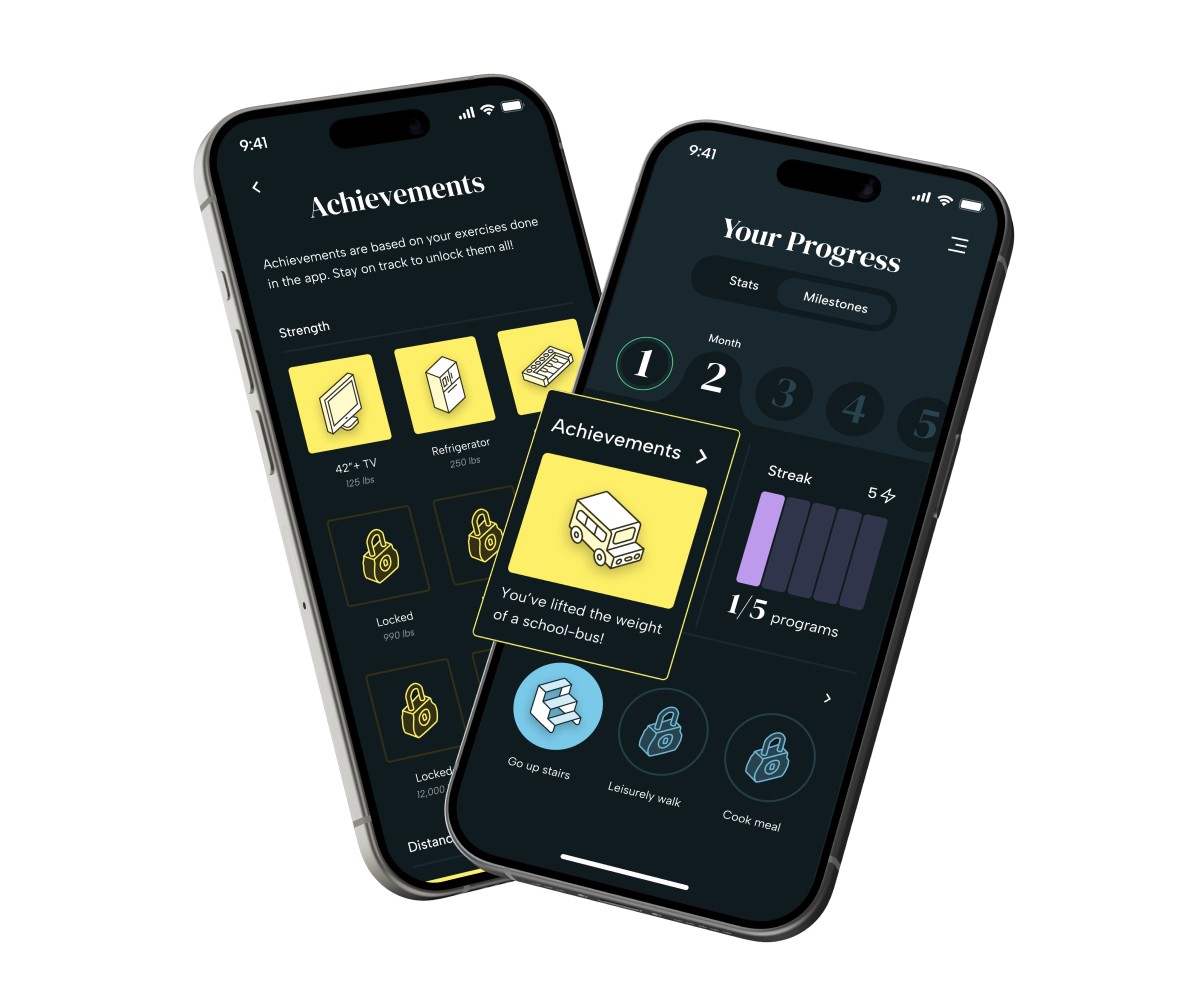 9:41
Achievements
Achievements are based on your exercises done
in the app. Stay on track to unlock them all!
Strength
42"+ TV
125 lbs
Refrigerator
250 lbs
Locked
990 lbs
Locked
12,000
Distanc
9:41
Your Progress
Stats
Milestones
Month
1
2
3
4
5
Achievements
You've lifted the weight
of a school-bus!
Streak
5
1/5 programs
Go up stairs
Leisurely walk
Cook meal